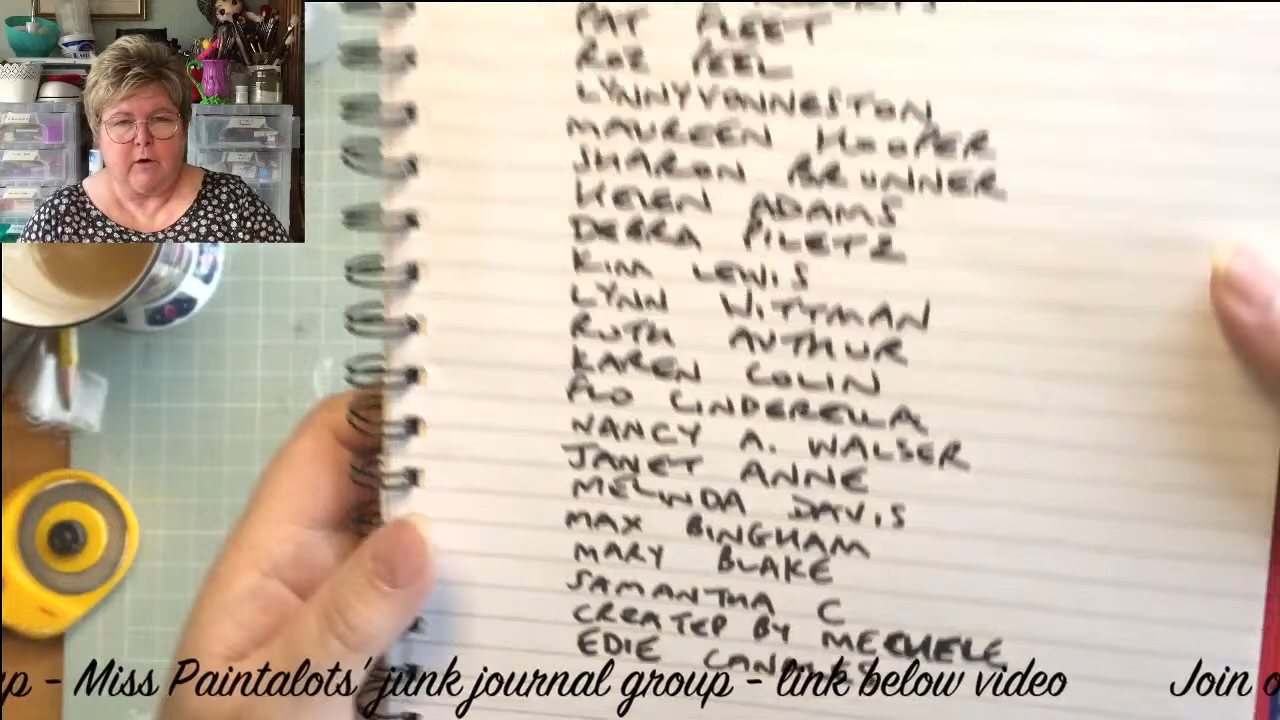 PAT FLEET
ROZ PEEL
LYNNYVONNESTON
MAUREEN HOOPER
SHARON BRUNNER
HELEN ADAMS
DEBRA PILETZ
KIM LEWIS
LYNN WITTMAN
RUTH AUTHUR
KAREN COLIN
FLO CINDERELLA
NANCY A. WALSER
JANET ANNE
MELINDA DAVIS
MAX BINGHAM
MARY BLAKE
SAMANTHA C
CREATED BY MECHELE
EDIE
up - Miss Paintalots' junk journal group - link below video Join o